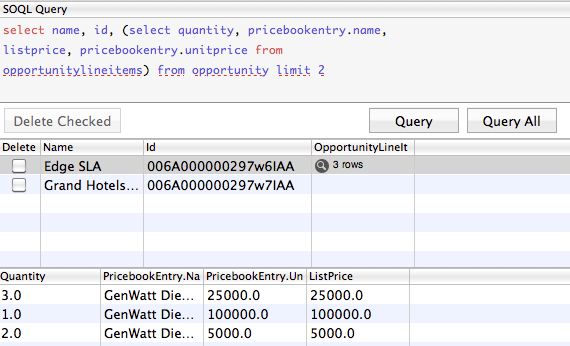 SOQL Query
select name, id, (select quantity, pricebookentry.name,
listprice, pricebookentry.unitprice from
opportunitylineitems) from opportunity limit 2
Delete Checked Query Query All
Delete Name Id OpportunityLineIt
Edge SLA 006A000000297w6IAA 3 rows
Grand Hotels... 006A000000297w7IAA
Quantity PricebookEntry.Na PricebookEntry.Un ListPrice
3.0 GenWatt Die... 25000.0 25000.0
1.0 GenWatt Die... 100000.0 100000.0
2.0 GenWatt Die... 5000.0 5000.0